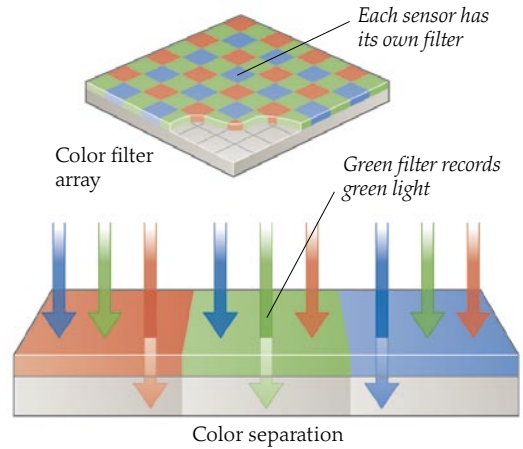 Each sensor has
its own filter
Color filter
array
Green filter records
green light
Color separation